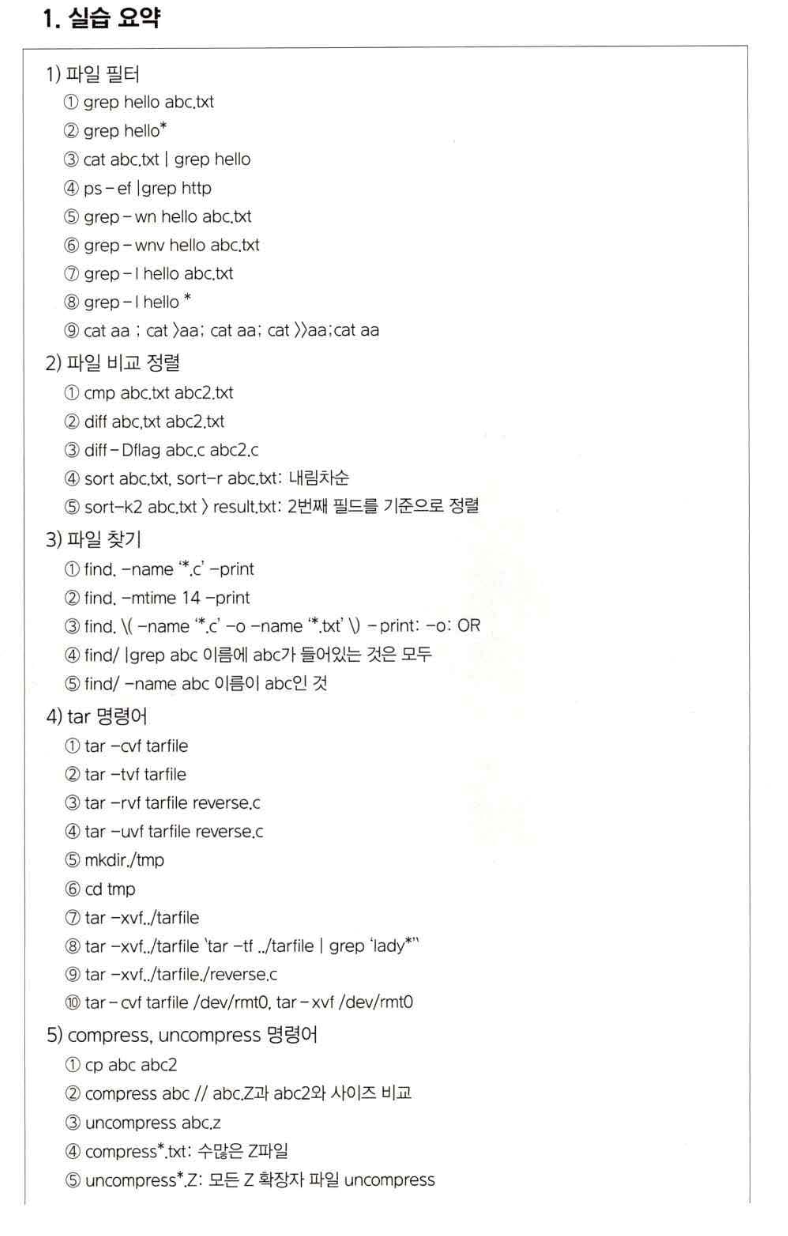 1. 실습 요약
1) 파일 필터
① grep hello abc.txt
② grep hello*
③ cat abc.txt | grep hello
④ ps-ef |grep http
⑤ grep-wn hello abc.txt
⑥ grep-wnv hello abc.txt
⑦ grep-l hello abc.txt
⑧ grep-l hello *
⑨ cat aa ; cat 〉aa; cat aa; cat 〉〉aa;cat aa
2) 파일 비교 정렬
① cmp abc.txt abc2.txt
② diff abc.txt abc2.txt
③ diff-Dflag abc.c abc2.c
④ sort abc.txt, sort-r abc.txt: 내림차순
⑤ sort-k2 abc.txt 〉 result.txt: 2번째 필드를 기준으로 정렬
3) 파일 찾기
① find. -name ‘*.c’ -print
② find. -mtime 14 -print
③ find. \( -name ‘*.c’ -o -name ‘*.txt’ \) -print: -o: OR
④ find/ |grep abc 이름에 abc가 들어있는 것은 모두
⑤ find/ -name abc 이름이 abc인 것
4) tar 명령어
① tar -cvf tarfile
② tar -tvf tarfile
③ tar -rvf tarfile reverse.c
④ tar -uvf tarfile reverse.c
⑤ mkdir./tmp
⑥ cd tmp
⑦ tar -xvf../tarfile
⑧ tar -xvf../tarfile ‵tar -tf ../tarfile | grep ‘lady*’‵
⑨ tar -xvf../tarfile./reverse.c
⑩ tar-cvf tarfile /dev/rmt0, tar-xvf /dev/rmt0
5) compress, uncompress 명령어
① cp abc abc2
② compress abc // abc.Z과 abc2와 사이즈 비교
③ uncompress abc.z
④ compress*.txt: 수많은 Z파일
⑤ uncompress*.Z: 모든 Z 확장자 파일 uncompress